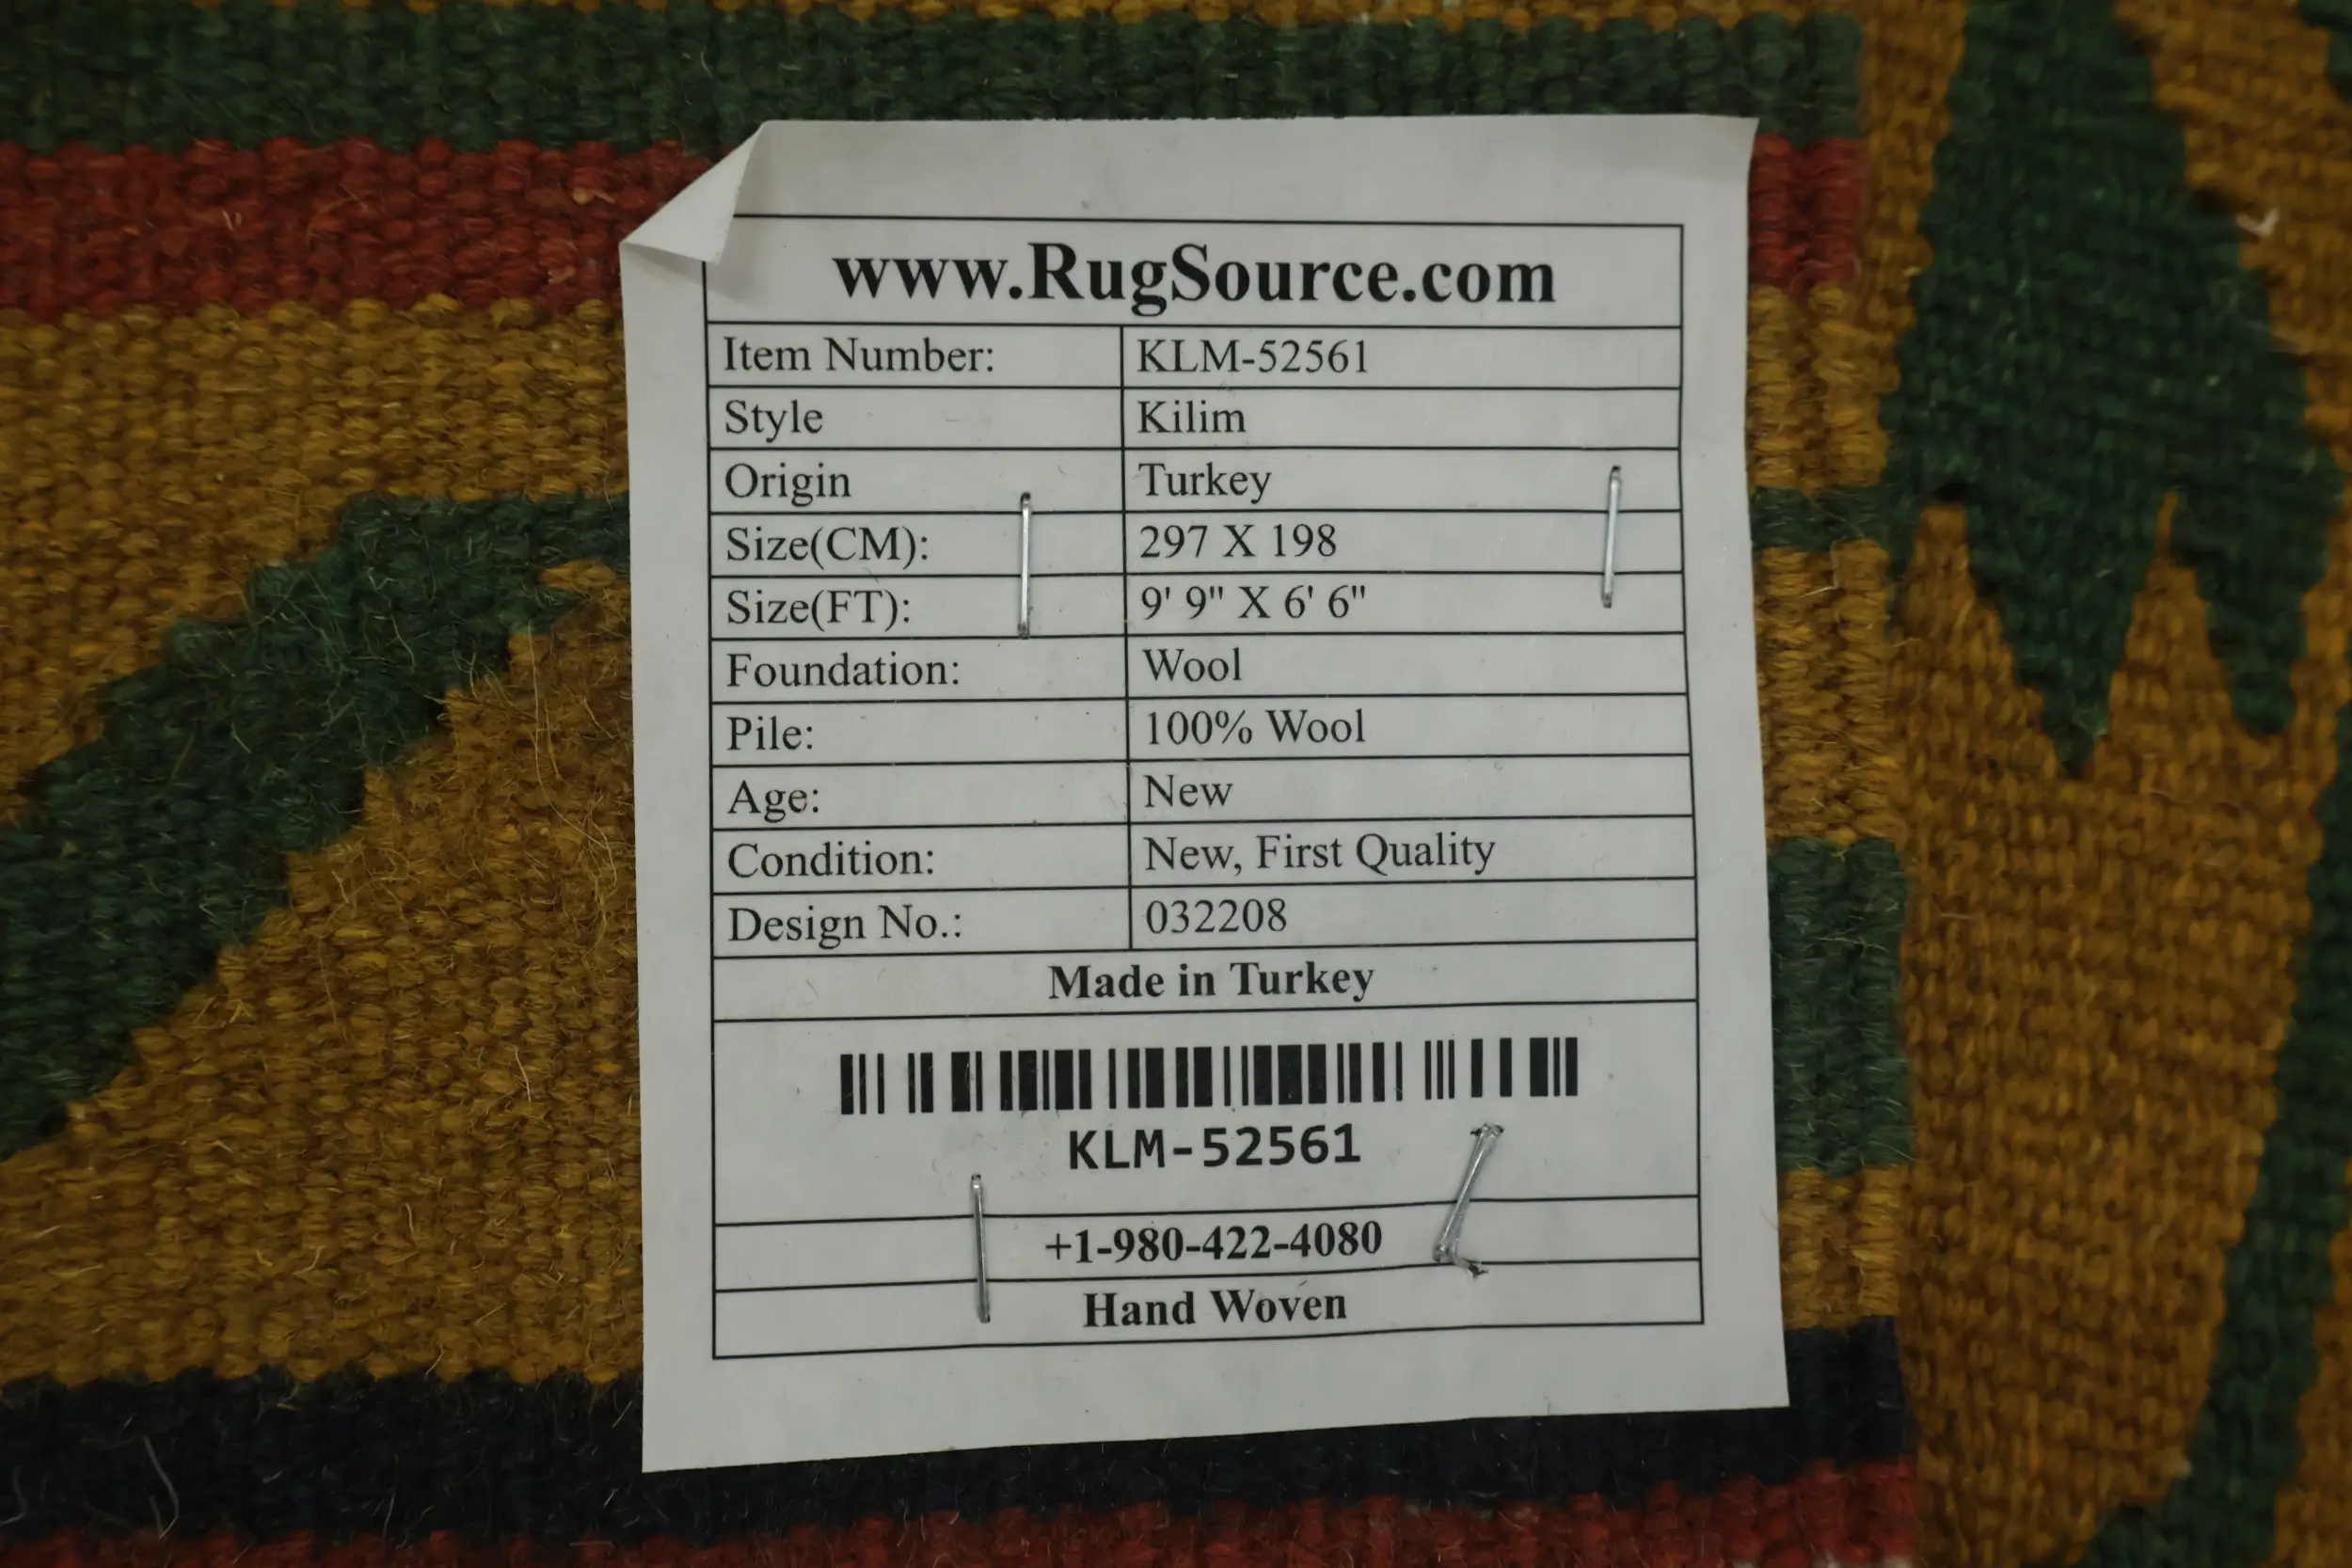 www.RugSource.com
Item Number: KLM-52561
Style Kilim
Origin Turkey
Size(CM): 297 X 198
Size(FT): 9' 9" X 6' 6"
Foundation: Wool
Pile: 100% Wool
Age: New
Condition: New, First Quality
Design No.: 032208
Made in Turkey
KLM-52561
+1-980-422-4080
Hand Woven